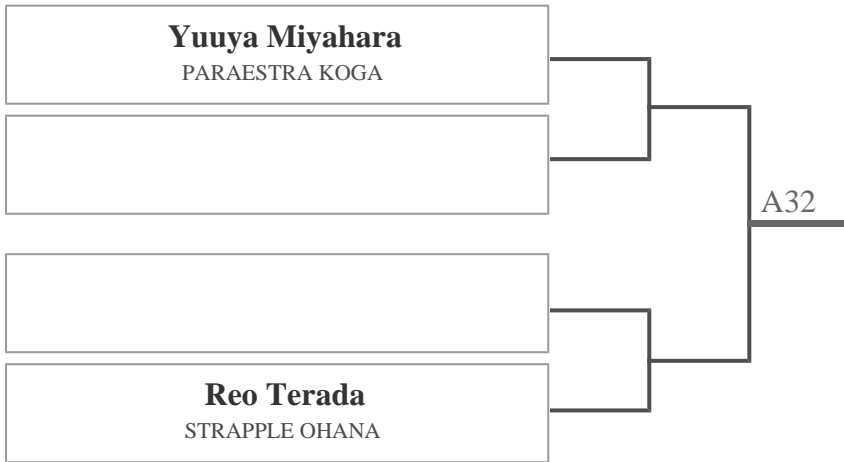 Yuuya Miyahara
PARAESTRA KOGA
A32
Reo Terada
STRAPPLE OHANA